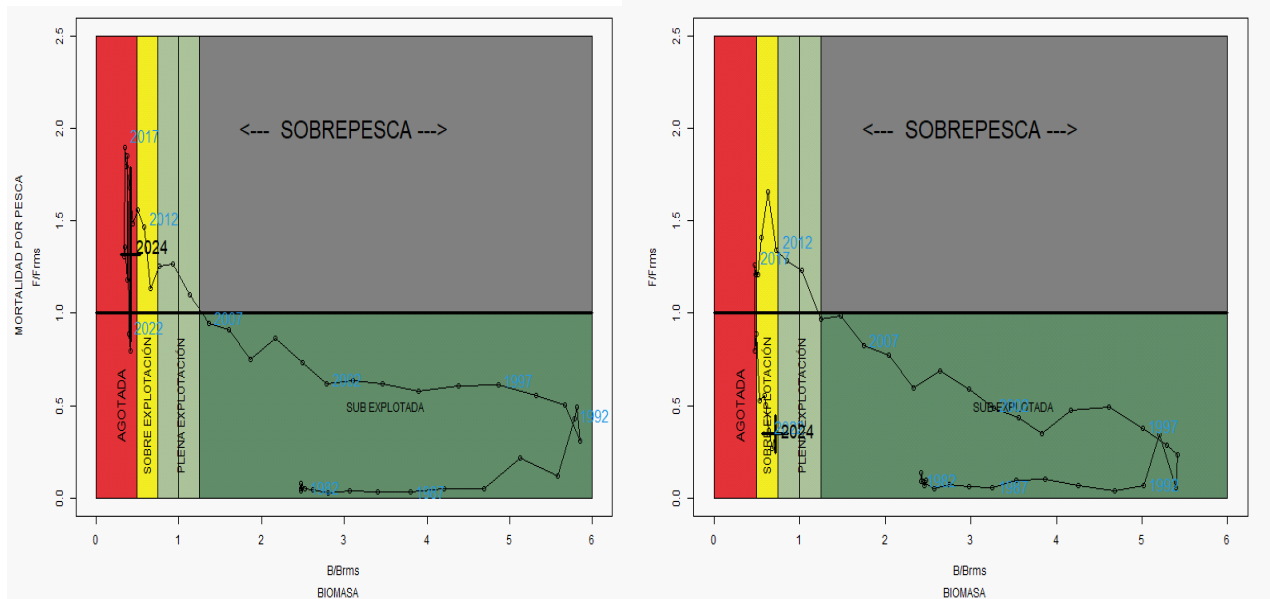 2.5
2.0
1.5
1.0
0.5
0.0
MORTALIDAD POR PESCA
F/Frms
<--- SOBREPESCA --->
2017
2012
2024
2022
2007
1992
SUB EXPLOTADA
AGOTADA
SOBRE EXPLOTACIÓN
PLENA EXPLOTACIÓN
1987
0 1 2 3 4 5 6
B/Brms
BIOMASA
2.5
2.0
1.5
1.0
0.5
0.0
F/Frms
<--- SOBREPESCA --->
2012
2017
2007
SUB EXPLOTADA
1997
2024
AGOTADA
SOBRE EXPLOTACIÓN
PLENA EXPLOTACIÓN
1982
1987
0 1 2 3 4 5 6
B/Brms
BIOMASA